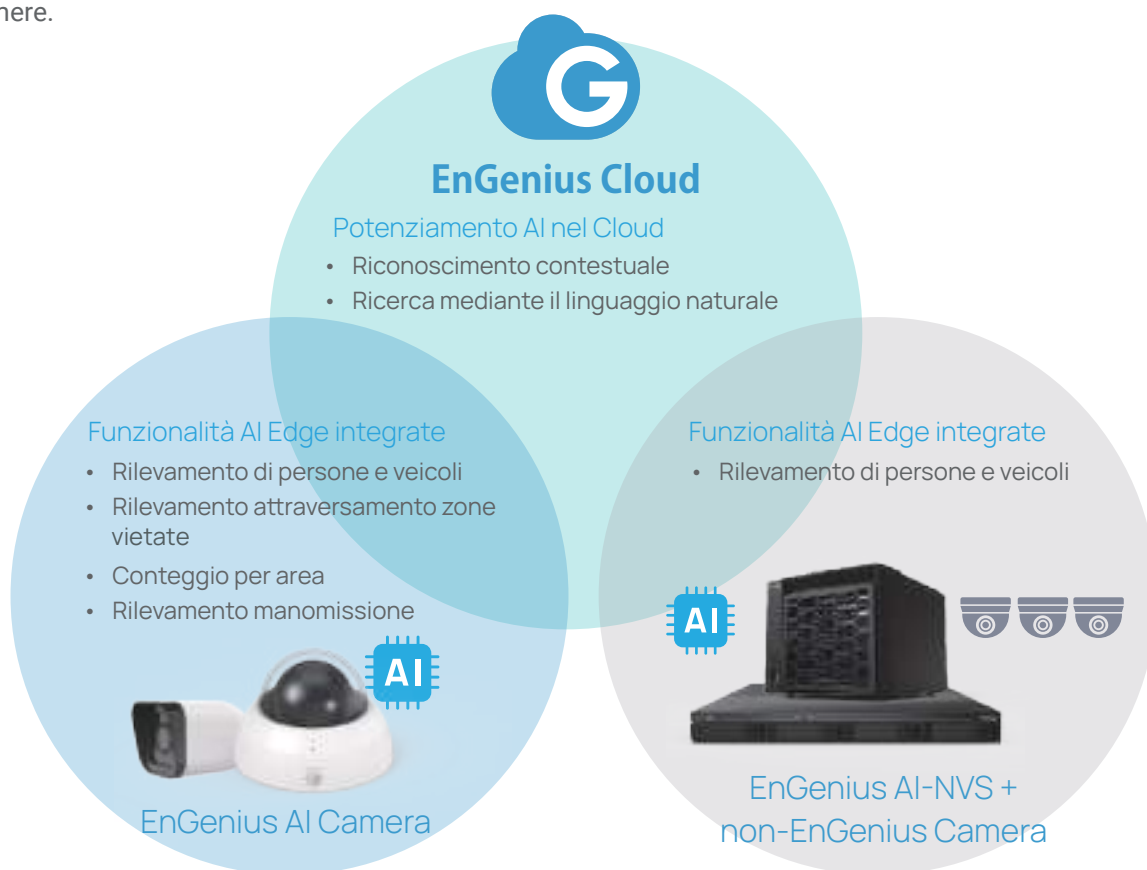 EnGenius Cloud
Potenziamento AI nel Cloud
• Riconoscimento contestuale
• Ricerca mediante il linguaggio naturale
Funzionalità AI Edge integrate
• Rilevamento di persone e veicoli
• Rilevamento attraversamento zone
vietate
• Conteggio per area
• Rilevamento manomissione
AI
EnGenius AI Camera
Funzionalità AI Edge integrate
• Rilevamento di persone e veicoli
AI
EnGenius AI-NVS +
non-EnGenius Camera